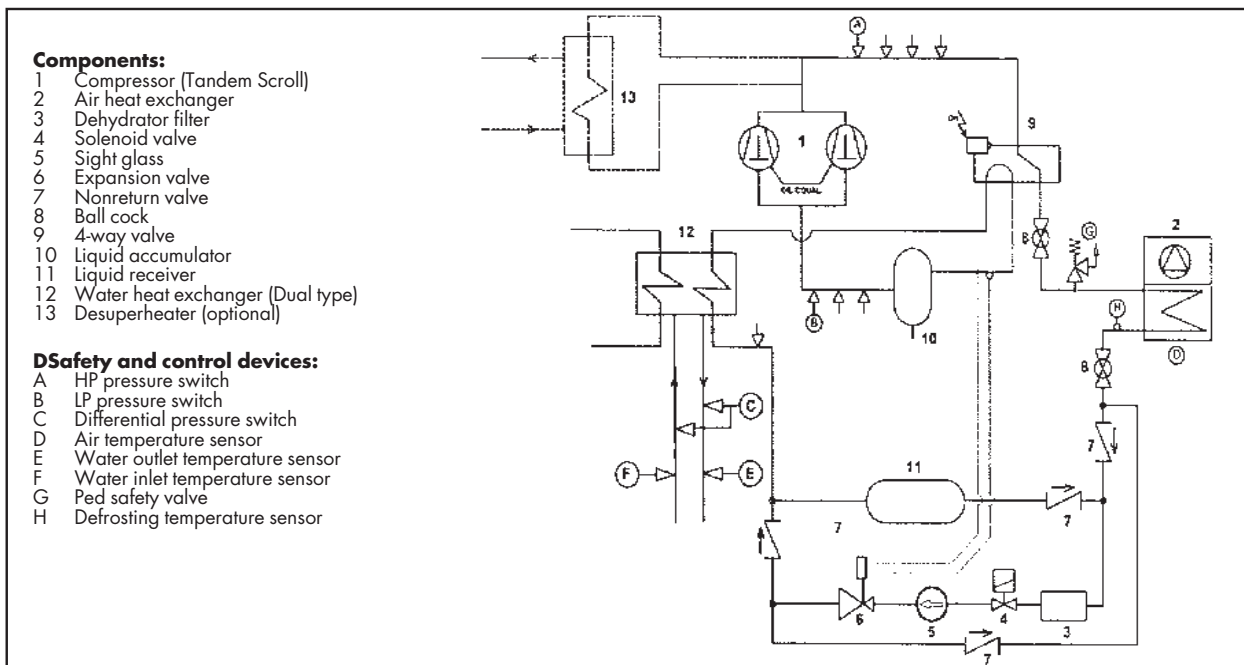 Components:
1 Compressor (Tandem Scroll)
2 Air heat exchanger
3 Dehydrator filter
4 Solenoid valve
5 Sight glass
6 Expansion valve
7 Nonreturn valve
8 Ball cock
9 4-way valve
10 Liquid accumulator
11 Liquid receiver
12 Water heat exchanger (Dual type)
13 Desuperheater (optional)
DSafety and control devices:
A HP pressure switch
B LP pressure switch
C Differential pressure switch
D Air temperature sensor
E Water outlet temperature sensor
F Water inlet temperature sensor
G Ped safety valve
H Defrosting temperature sensor
A
13
1
9
OIL EQUAL
12
8
G
2
B
10
H
D
8
C
7
F
E
11
7
7
6
5
4
3
7